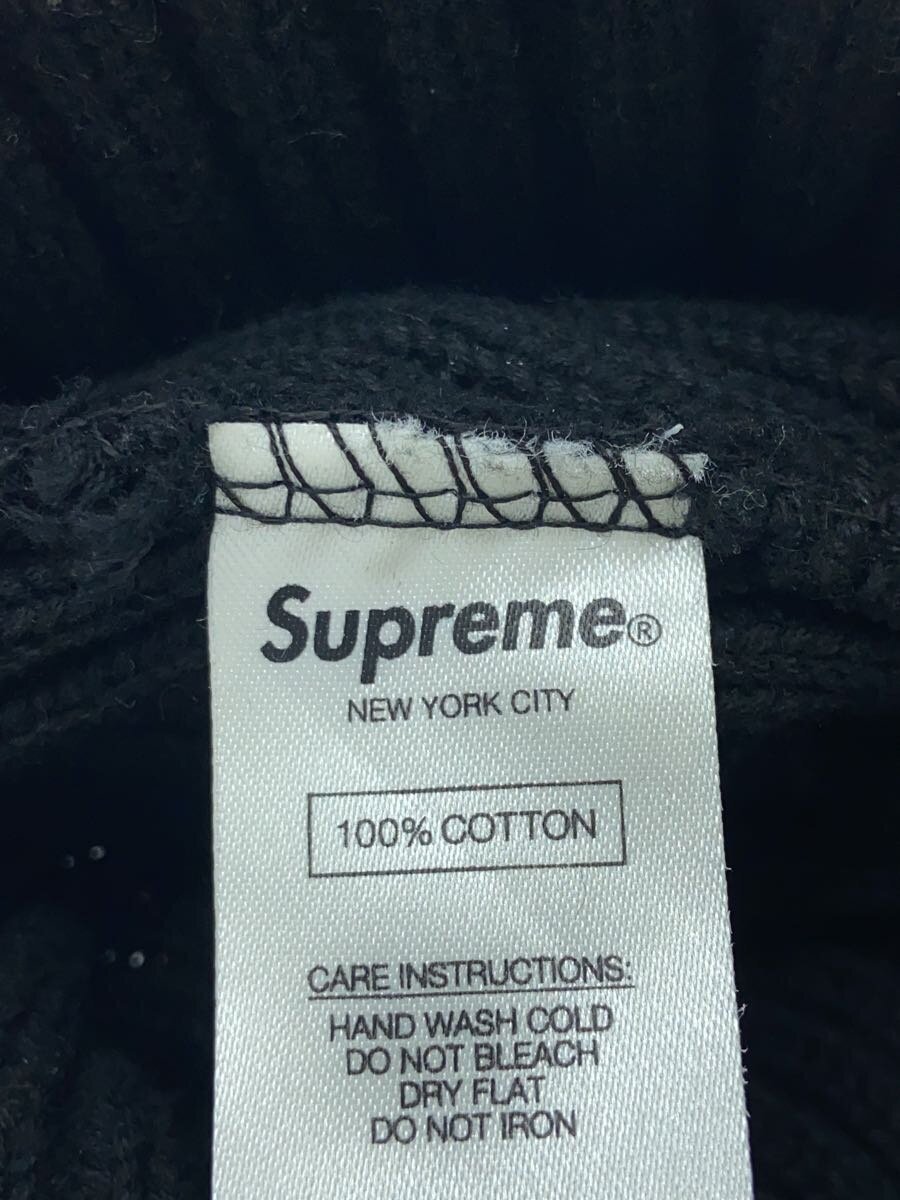 Supreme®
NEW YORK CITY
100% COTTON
CARE INSTRUCTIONS:
HAND WASH COLD
DO NOT BLEACH
DRY FLAT
DO NOT IRON